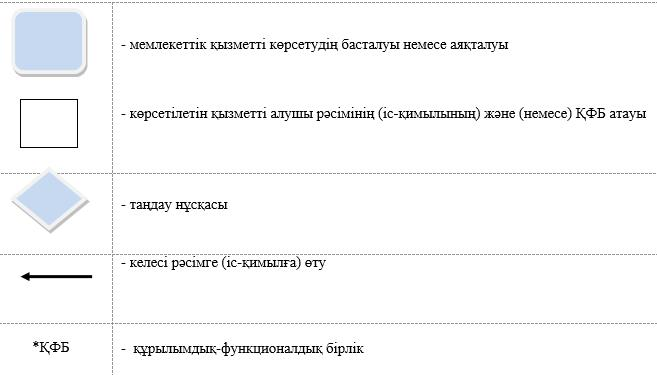 - мемлекеттік қызметті көрсетудің басталуы немесе аяқталуы
- көрсетілетін қызметті алушы рәсімінің (іс-қимылының) және (немесе) ҚФБ атауы
- таңдау нұсқасы
- келесі рәсімге (іс-қимылға) өту
*ҚФБ - құрылымдық-функционалдық бірлік